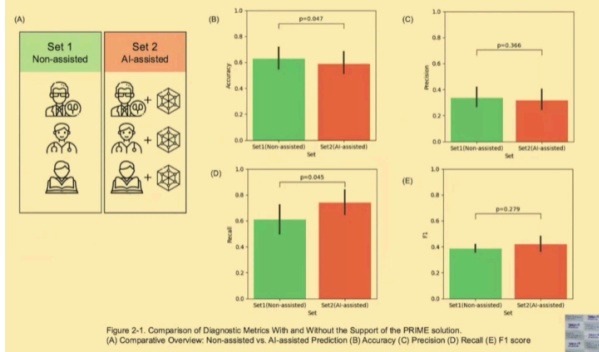 (A)
Set 1
Non-assisted
Set 2
AI-assisted
+
+
+
(B)
p=0.047
Accuracy
1.0
0.8
0.6
0.4
0.2
0.0
Set1(Non-assisted)
Set2(AI-assisted)
Set
(C)
p=0.366
Precision
1.0
0.8
0.6
0.4
0.2
0.0
Set1(Non-assisted)
Set2(AI-assisted)
Set
(D)
p=0.045
Recall
1.0
0.8
0.6
0.4
0.2
0.0
Set1(Non-assisted)
Set2(AI-assisted)
Set
(E)
p=0.279
F1
1.0
0.8
0.6
0.4
0.2
0.0
Set1(Non-assisted)
Set2(AI-assisted)
Set
Figure 2-1. Comparison of Diagnostic Metrics With and Without the Support of the PRIME solution.
(A) Comparative Overview: Non-assisted vs. AI-assisted Prediction (B) Accuracy (C) Precision (D) Recall (E) F1 score